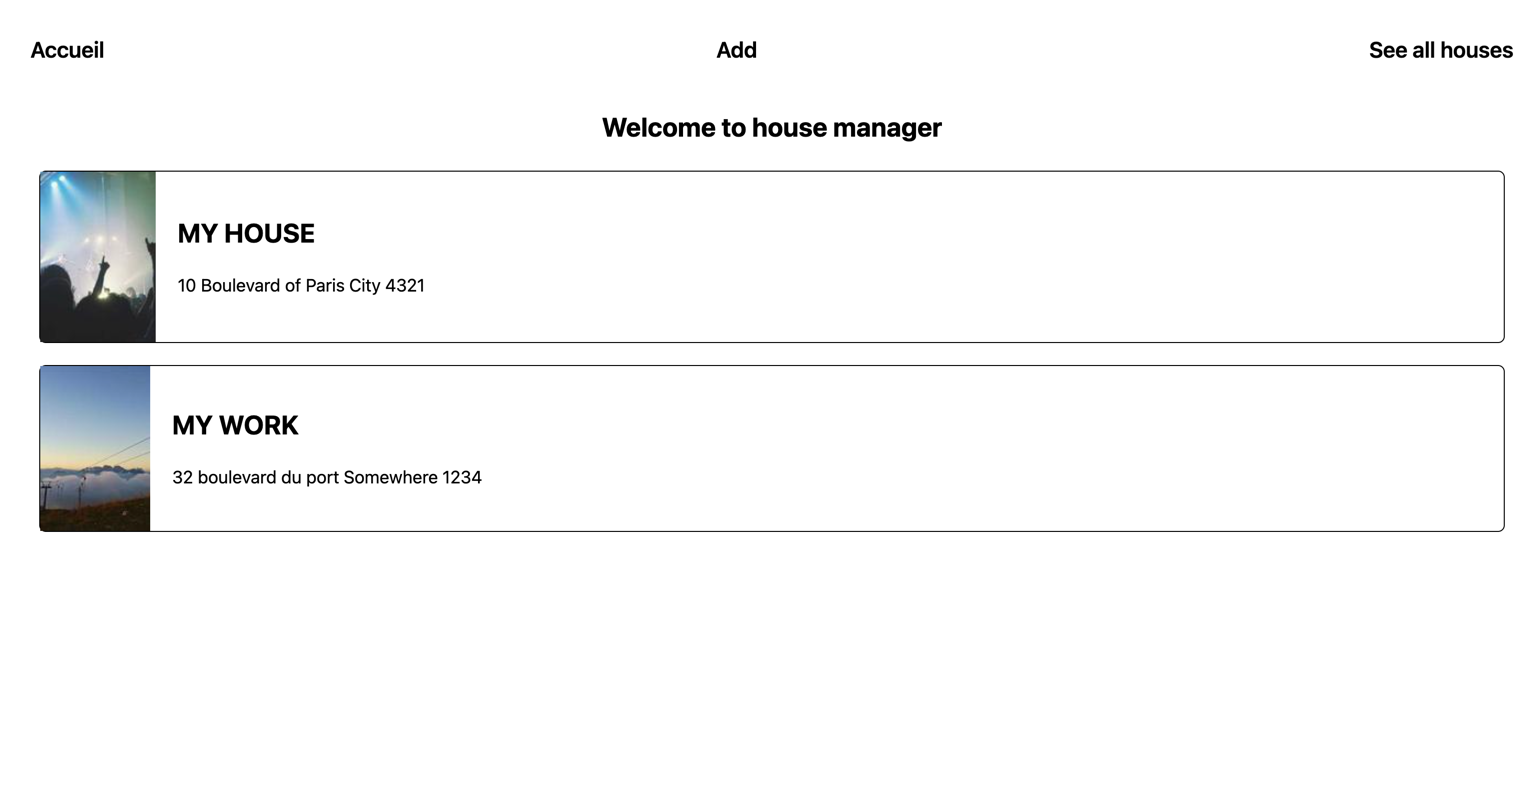 Accueil
Add
See all houses
Welcome to house manager
MY HOUSE
10 Boulevard of Paris City 4321
MY WORK
32 boulevard du port Somewhere 1234